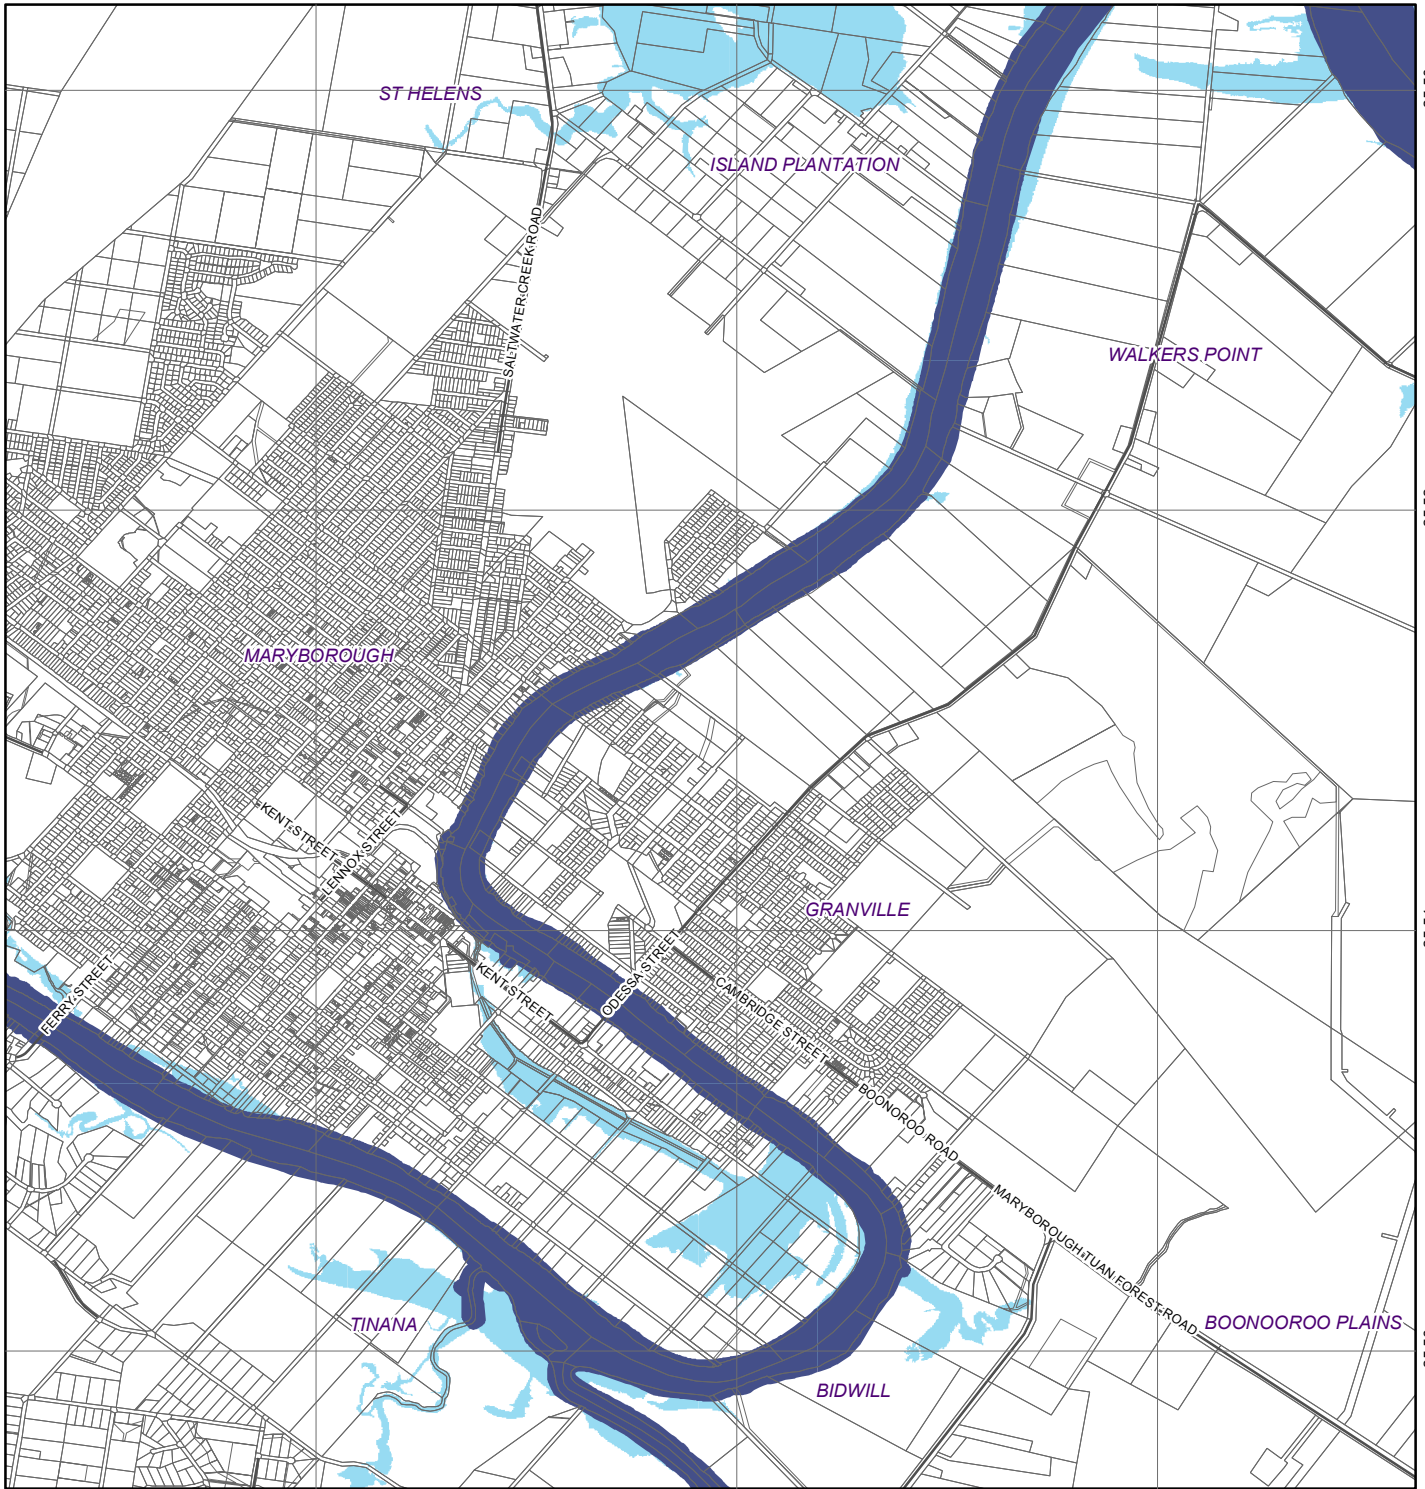 ST HELENS
ISLAND PLANTATION
SALTWATER CREEK ROAD
WALKERS POINT
MARYBOROUGH
KENT STREET
LENNOX STREET
GRANVILLE
FERRY STREET
KENT STREET
ODESSA STREET
CAMBRIDGE STREET
BOONOROO ROAD
MARYBOROUGH TUAN FOREST ROAD
TINANA
BOONOOROO PLAINS
BIDWILL